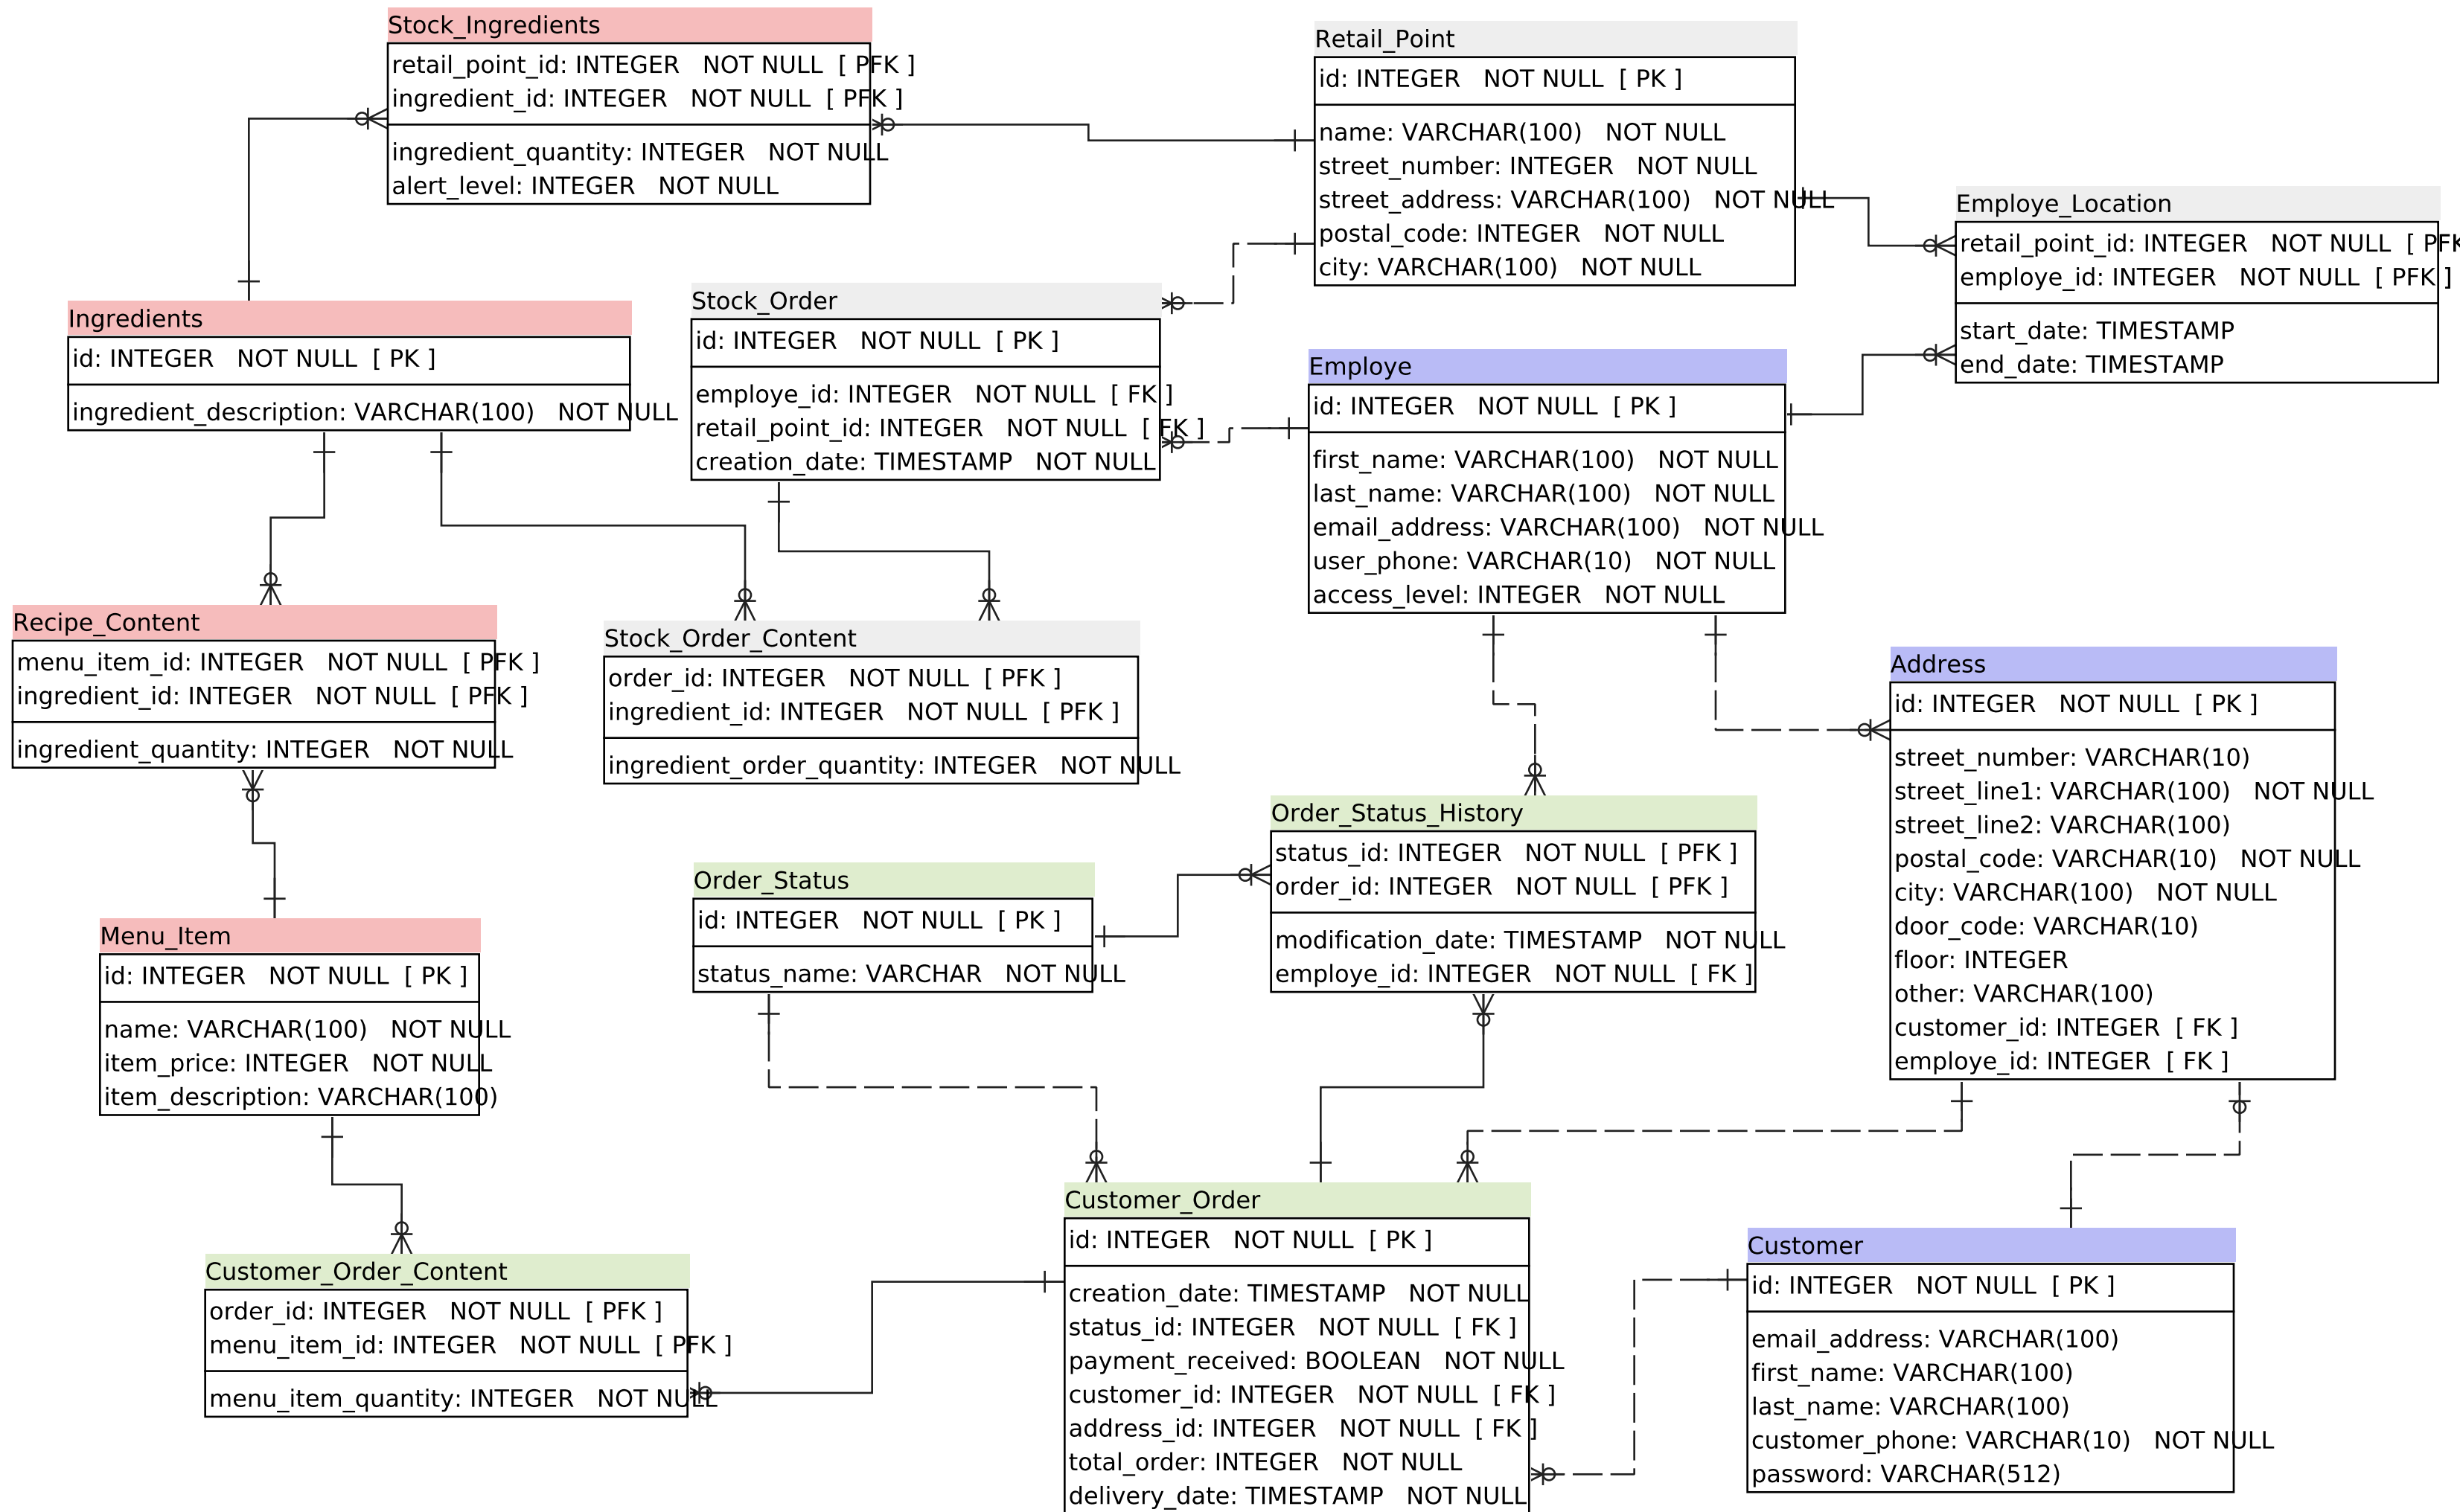 Stock_Ingredients
retail_point_id: INTEGER NOT NULL [ PFK ]
ingredient_id: INTEGER NOT NULL [ PFK ]
ingredient_quantity: INTEGER NOT NULL
alert_level: INTEGER NOT NULL
Retail_Point
id: INTEGER NOT NULL [ PK ]
name: VARCHAR(100) NOT NULL
street_number: INTEGER NOT NULL
street_address: VARCHAR(100) NOT NULL
postal_code: INTEGER NOT NULL
city: VARCHAR(100) NOT NULL
Employe_Location
retail_point_id: INTEGER NOT NULL [ PFK
employe_id: INTEGER NOT NULL [ PFK ]
start_date: TIMESTAMP
end_date: TIMESTAMP
Ingredients
id: INTEGER NOT NULL [ PK ]
ingredient_description: VARCHAR(100) NOT NULL
Stock_Order
id: INTEGER NOT NULL [ PK ]
employe_id: INTEGER NOT NULL [ FK ]
retail_point_id: INTEGER NOT NULL [ FK ]
creation_date: TIMESTAMP NOT NULL
Employe
id: INTEGER NOT NULL [ PK ]
first_name: VARCHAR(100) NOT NULL
last_name: VARCHAR(100) NOT NULL
email_address: VARCHAR(100) NOT NULL
user_phone: VARCHAR(10) NOT NULL
access_level: INTEGER NOT NULL
Recipe_Content
menu_item_id: INTEGER NOT NULL [ PFK ]
ingredient_id: INTEGER NOT NULL [ PFK ]
ingredient_quantity: INTEGER NOT NULL
Stock_Order_Content
order_id: INTEGER NOT NULL [ PFK ]
ingredient_id: INTEGER NOT NULL [ PFK ]
ingredient_order_quantity: INTEGER NOT NULL
Address
id: INTEGER NOT NULL [ PK ]
street_number: VARCHAR(10)
street_line1: VARCHAR(100) NOT NULL
street_line2: VARCHAR(100)
postal_code: VARCHAR(10) NOT NULL
city: VARCHAR(100) NOT NULL
door_code: VARCHAR(10)
floor: INTEGER
other: VARCHAR(100)
customer_id: INTEGER [ FK ]
employe_id: INTEGER [ FK ]
Order_Status_History
status_id: INTEGER NOT NULL [ PFK ]
order_id: INTEGER NOT NULL [ PFK ]
modification_date: TIMESTAMP NOT NULL
employe_id: INTEGER NOT NULL [ FK ]
Order_Status
id: INTEGER NOT NULL [ PK ]
status_name: VARCHAR NOT NULL
Menu_Item
id: INTEGER NOT NULL [ PK ]
name: VARCHAR(100) NOT NULL
item_price: INTEGER NOT NULL
item_description: VARCHAR(100)
Customer_Order_Content
order_id: INTEGER NOT NULL [ PFK ]
menu_item_id: INTEGER NOT NULL [ PFK ]
menu_item_quantity: INTEGER NOT NULL
Customer_Order
id: INTEGER NOT NULL [ PK ]
creation_date: TIMESTAMP NOT NULL
status_id: INTEGER NOT NULL [ FK ]
payment_received: BOOLEAN NOT NULL
customer_id: INTEGER NOT NULL [ FK ]
address_id: INTEGER NOT NULL [ FK ]
total_order: INTEGER NOT NULL
delivery_date: TIMESTAMP NOT NULL
Customer
id: INTEGER NOT NULL [ PK ]
email_address: VARCHAR(100)
first_name: VARCHAR(100)
last_name: VARCHAR(100)
customer_phone: VARCHAR(10) NOT NULL
password: VARCHAR(512)